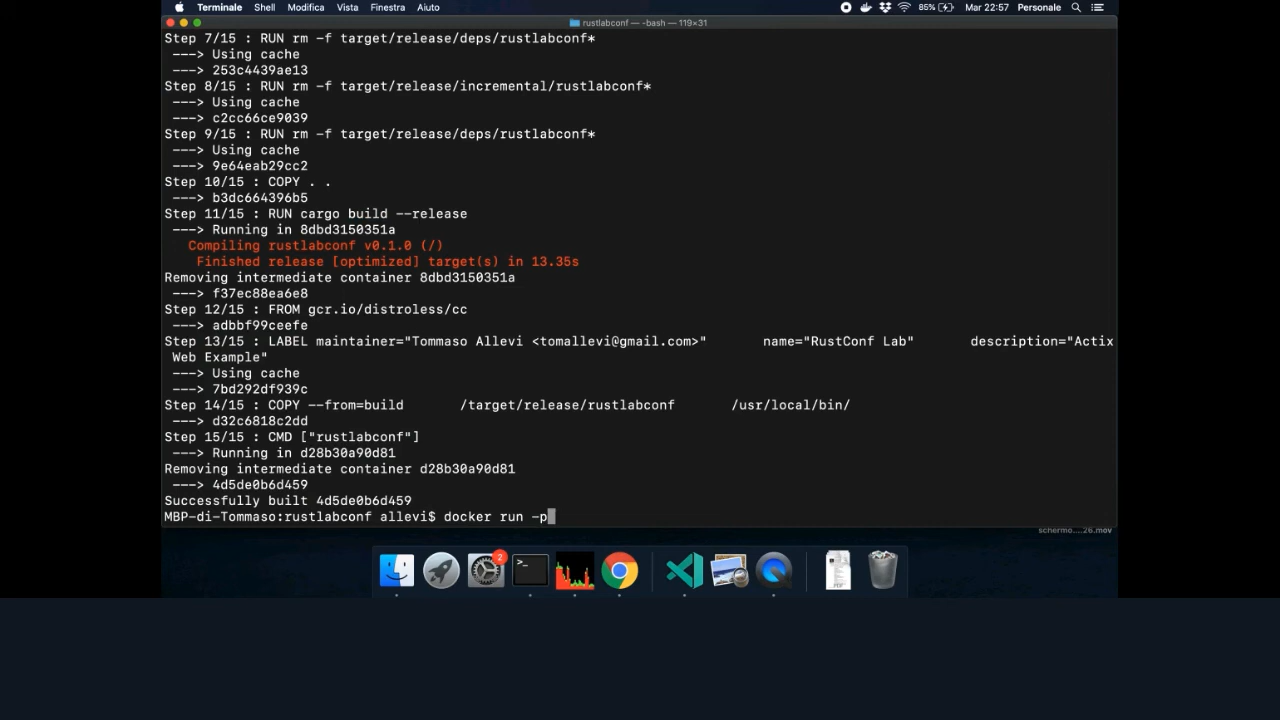 Terminale Shell Modifica Vista Finestra Aiuto 85% Mar 22:57 Personale
rustlabconf — -bash — 119×31
Step 7/15 : RUN rm -f target/release/deps/rustlabconf*
---> Using cache
---> 253c4439ae13
Step 8/15 : RUN rm -f target/release/incremental/rustlabconf*
---> Using cache
---> c2cc66ce9039
Step 9/15 : RUN rm -f target/release/deps/rustlabconf*
---> Using cache
---> 9e64eab29cc2
Step 10/15 : COPY . .
---> b3dc664396b5
Step 11/15 : RUN cargo build --release
---> Running in 8dbd3150351a
Compiling rustlabconf v0.1.0 (/)
Finished release [optimized] target(s) in 13.35s
Removing intermediate container 8dbd3150351a
---> f37ec88ea6e8
Step 12/15 : FROM gcr.io/distroless/cc
---> adbbf99ceefe
Step 13/15 : LABEL maintainer="Tommaso Allevi <tomallevi@gmail.com>" name="RustConf Lab" description="Actix
Web Example"
---> Using cache
---> 7bd292df939c
Step 14/15 : COPY --from=build /target/release/rustlabconf /usr/local/bin/
---> d32c6818c2dd
Step 15/15 : CMD ["rustlabconf"]
---> Running in d28b30a90d81
Removing intermediate container d28b30a90d81
---> 4d5de0b6d459
Successfully built 4d5de0b6d459
MBP-di-Tommaso:rustlabconf allevi$ docker run -p
schermo....26.mov
2